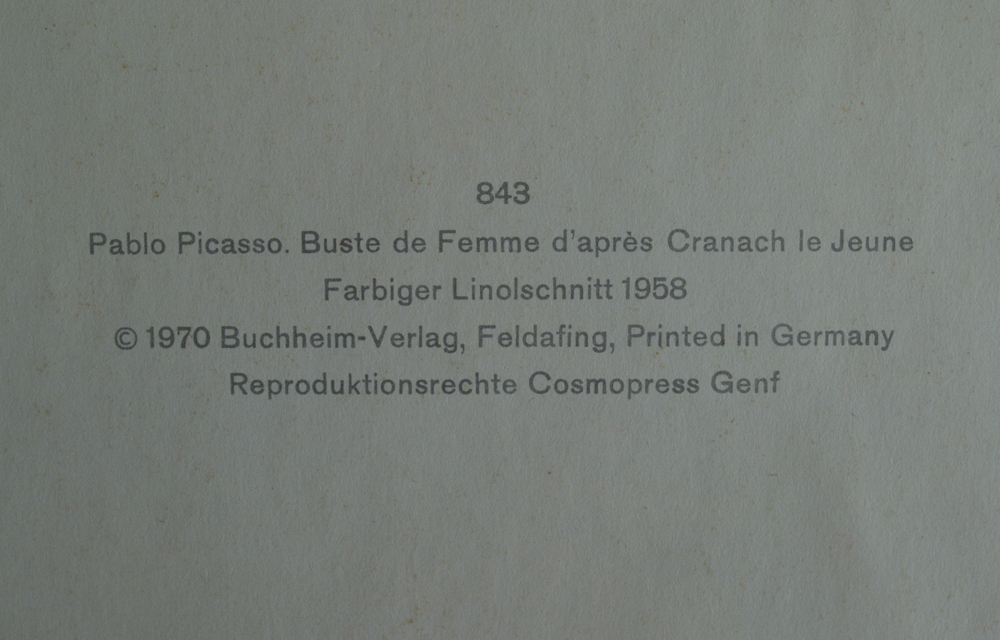 843
Pablo Picasso. Buste de Femme d'après Cranach le Jeune
Farbiger Linolschnitt 1958
© 1970 Buchheim-Verlag, Feldafing, Printed in Germany
Reproduktionsrechte Cosmopress Genf